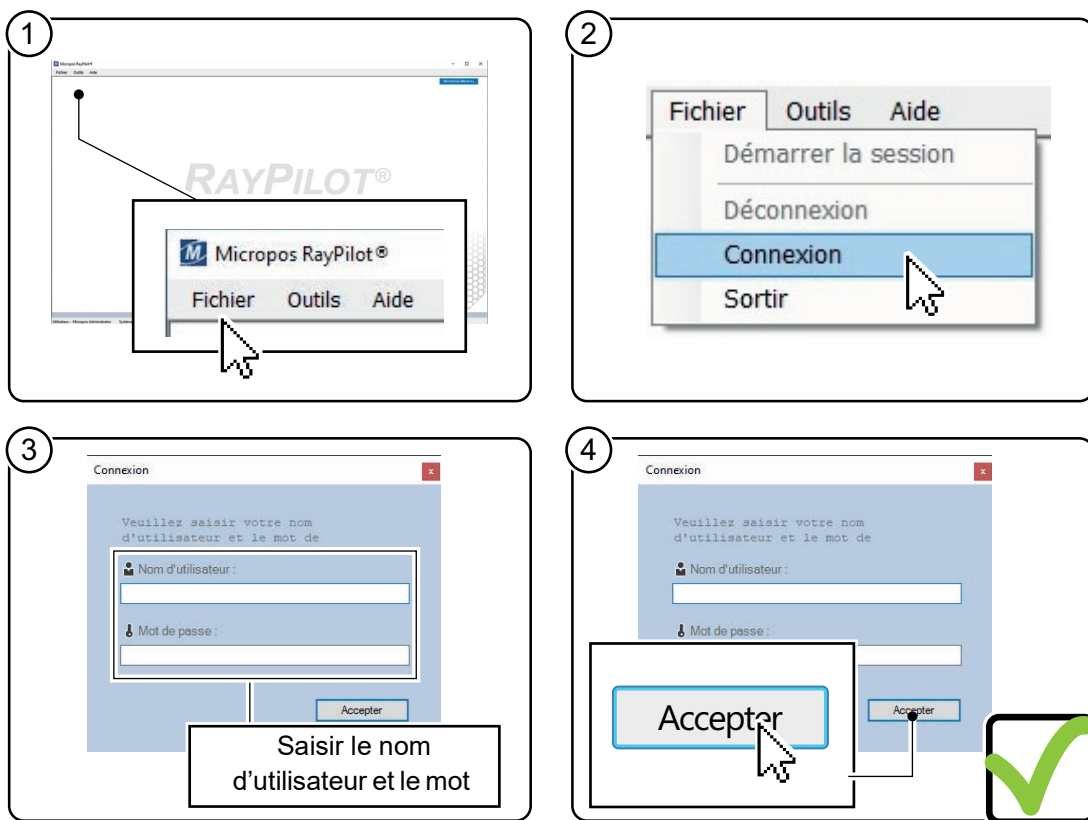 1
Micropos RayPilot®
Fichier Outils Aide
RAYPILOT®
Micropos RayPilot®
Fichier Outils Aide
2
Fichier Outils Aide
Démarrer la session
Déconnexion
Connexion
Sortir
3
Connexion
x
Veuillez saisir votre nom
d'utilisateur et le mot de
Nom d'utilisateur :
Mot de passe :
Accepter
Saisir le nom
d’utilisateur et le mot
4
Connexion
x
Veuillez saisir votre nom
d'utilisateur et le mot de
Nom d'utilisateur :
Mot de passe :
Accepter
Accepter